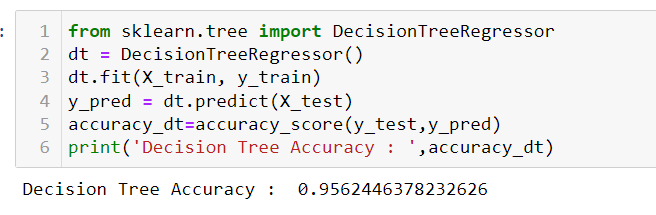 :
1 from sklearn.tree import DecisionTreeRegressor
2 dt = DecisionTreeRegressor()
3 dt.fit(X_train, y_train)
4 y_pred = dt.predict(X_test)
5 accuracy_dt=accuracy_score(y_test,y_pred)
6 print('Decision Tree Accuracy : ',accuracy_dt)
Decision Tree Accuracy :  0.9562446378232626